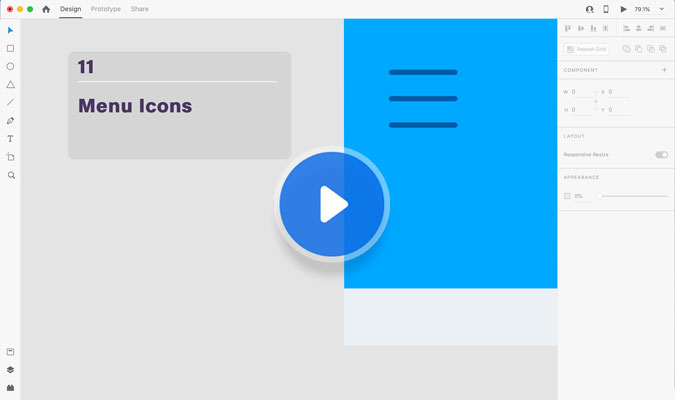 Design Prototype Share 79.1%
11
Menu Icons
Repeat Grid
COMPONENT
W 0 X 0
H 0 Y 0
LAYOUT
Responsive Resize
APPEARANCE
0%